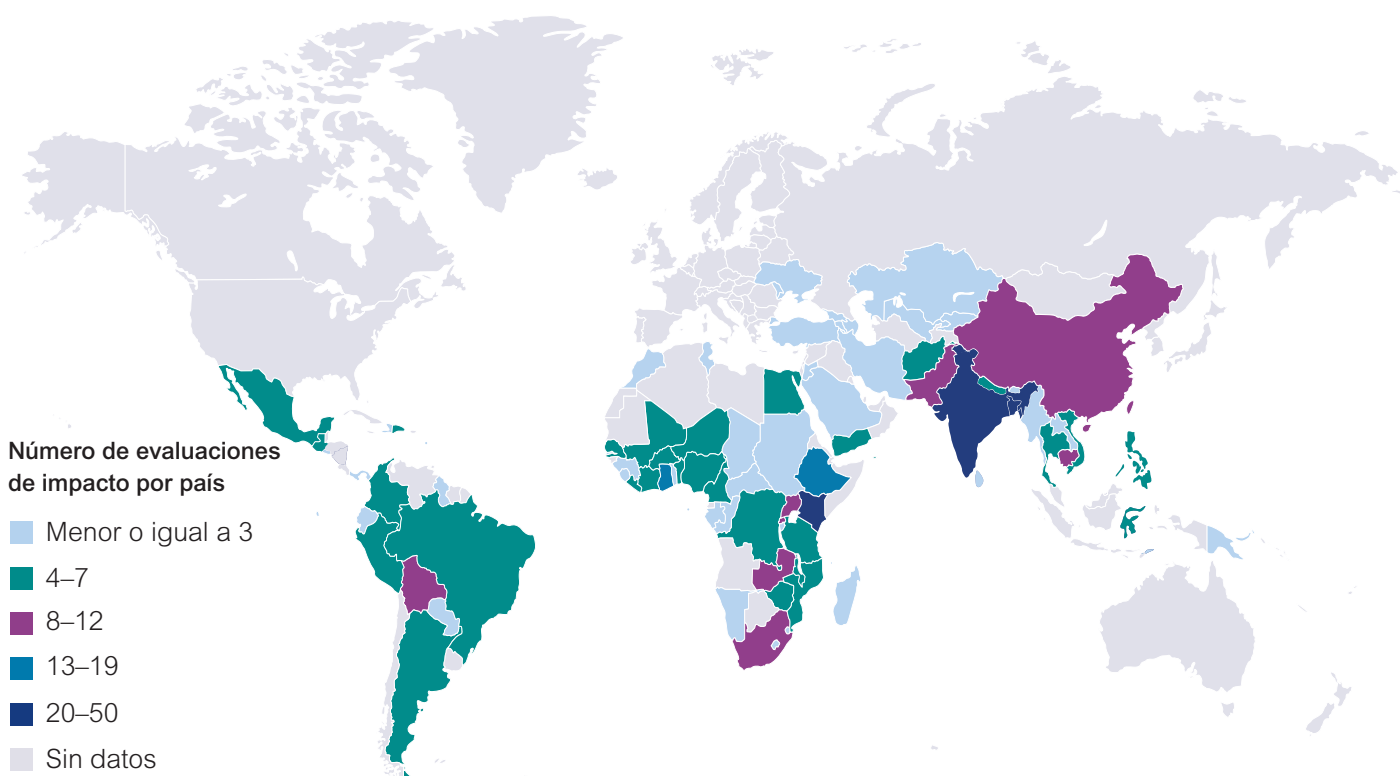 Número de evaluaciones
de impacto por país
Menor o igual a 3
4–7
8–12
13–19
20–50
Sin datos